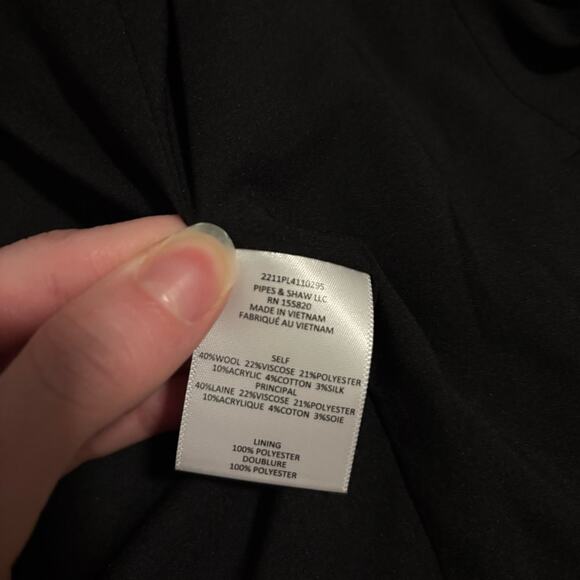 2211PL4110295
PIPES & SHAW LLC
RN 155820
MADE IN VIETNAM
FABRIQUÉ AU VIETNAM
SELF
40%WOOL 22%VISCOSE 21%POLYESTER
10%ACRYLIC 4%COTTON 3%SILK
PRINCIPAL
40%LAINE 22%VISCOSE 21%POLYESTER
10%ACRYLIQUE 4%COTON 3%SOIE
LINING
100% POLYESTER
DOUBLURE
100% POLYESTER